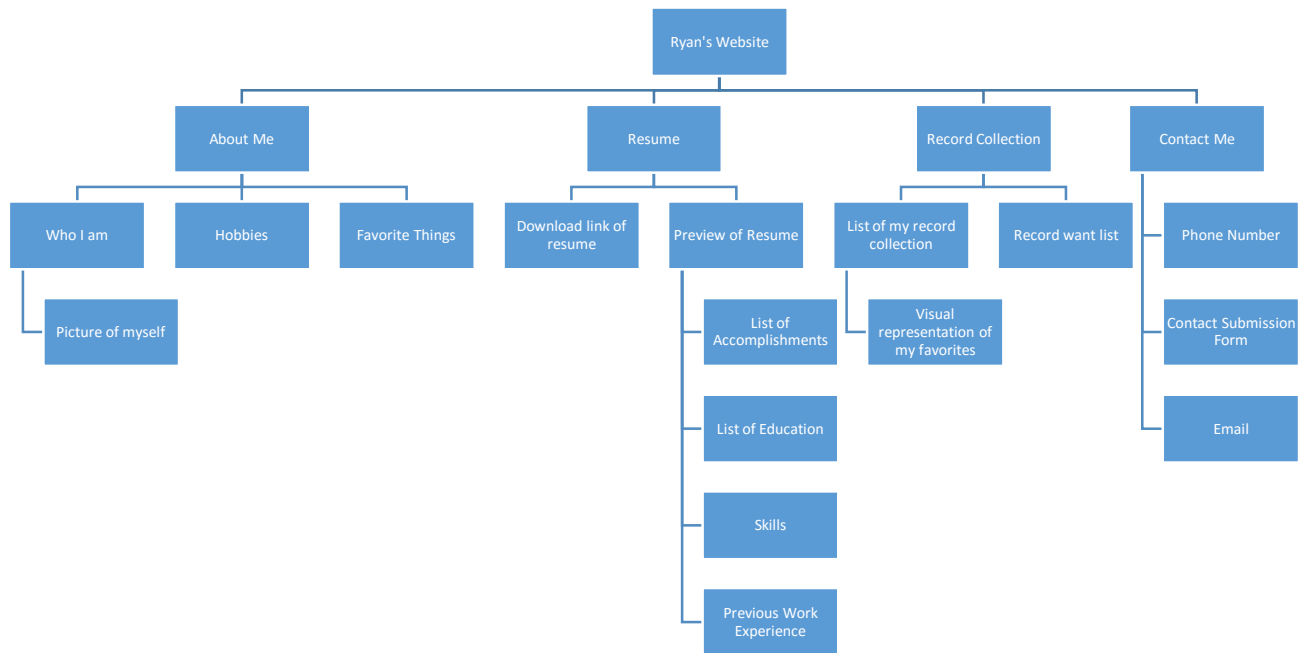 Ryan's Website
About Me
Resume
Record Collection
Contact Me
Who I am
Hobbies
Favorite Things
Download link of
resume
Preview of Resume
List of my record
collection
Record want list
Phone Number
Picture of myself
List of
Accomplishments
Visual
representation of
my favorites
Contact Submission
Form
List of Education
Email
Skills
Previous Work
Experience